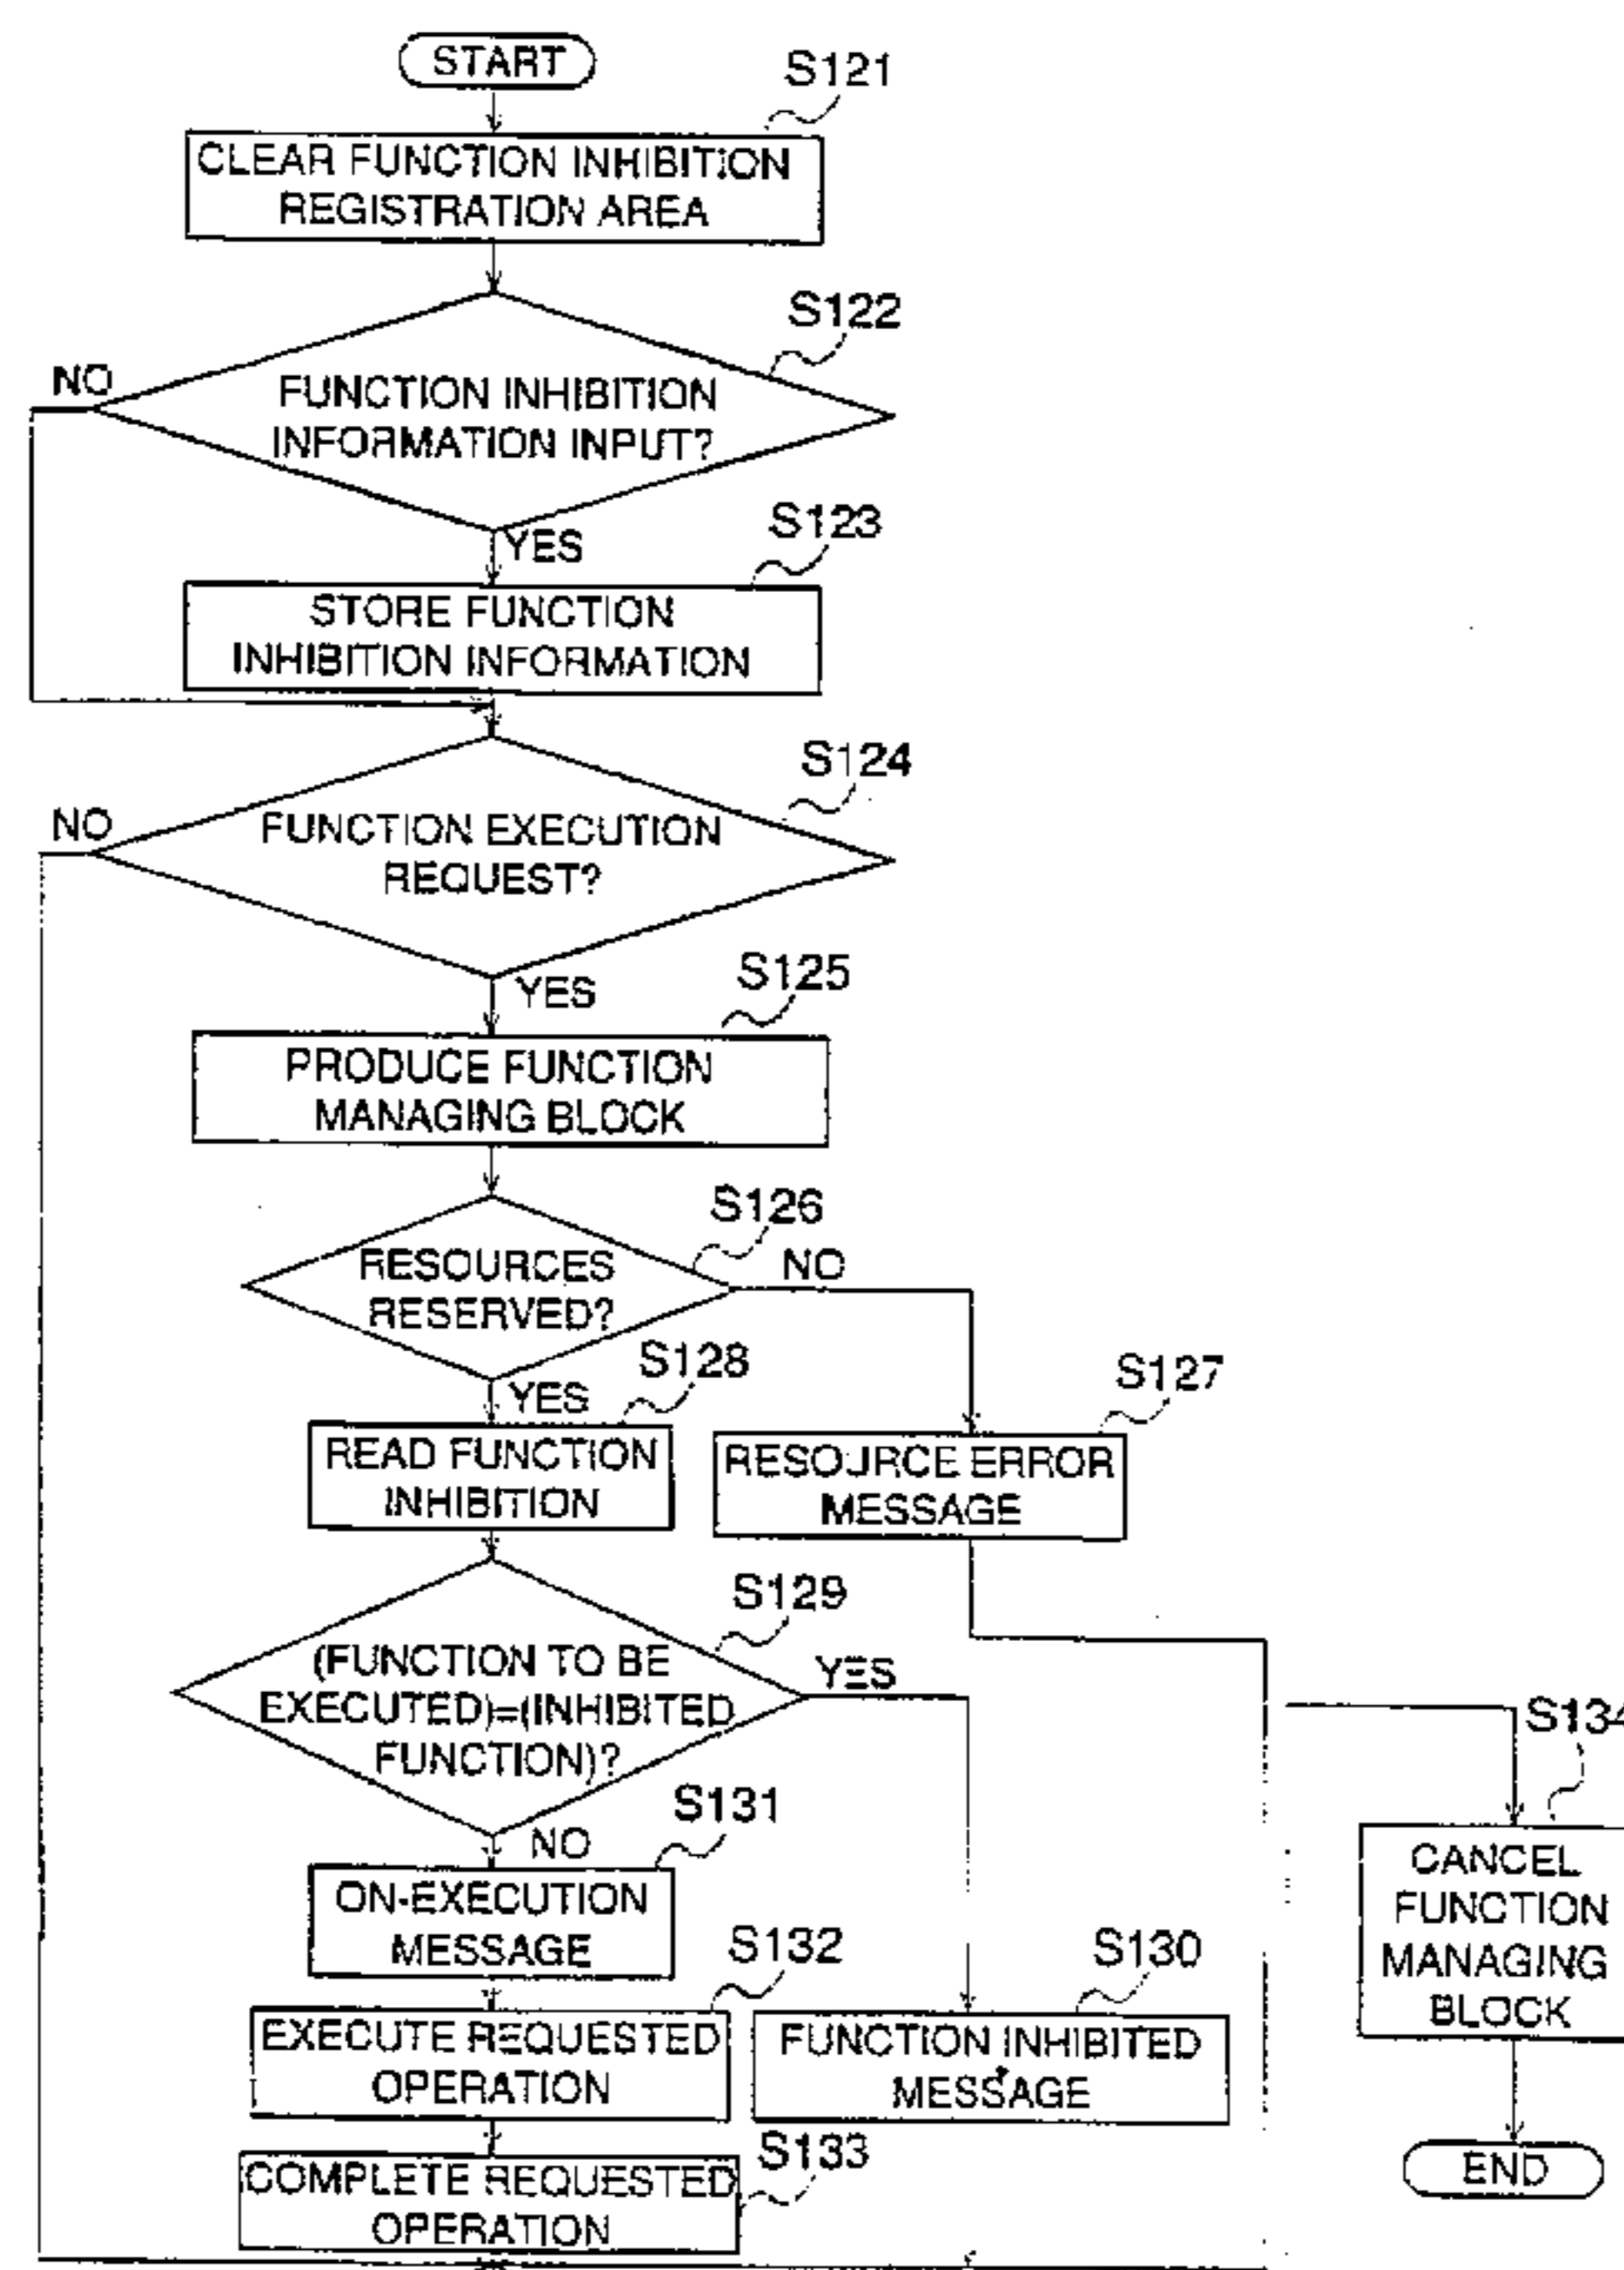 START
S121
CLEAR FUNCTION INHIBITION
REGISTRATION AREA
S122
NO
FUNCTION INHIBITION
INFORMATION INPUT?
S123
YES
STORE FUNCTION
INHIBITION INFORMATION
S124
NO
FUNCTION EXECUTION
REQUEST?
S125
YES
PRODUCE FUNCTION
MANAGING BLOCK
S126
RESOURCES
RESERVED?
NO
S128
YES
S127
READ FUNCTION
INHIBITION
RESOURCE ERROR
MESSAGE
S129
(FUNCTION TO BE
EXECUTED)=(INHIBITED
FUNCTION)?
YES
S134
S131
NO
ON-EXECUTION
MESSAGE
CANCEL
FUNCTION
MANAGING
BLOCK
S132
S130
EXECUTE REQUESTED
OPERATION
FUNCTION INHIBITED
MESSAGE
S133
COMPLETE REQUESTED
OPERATION
END